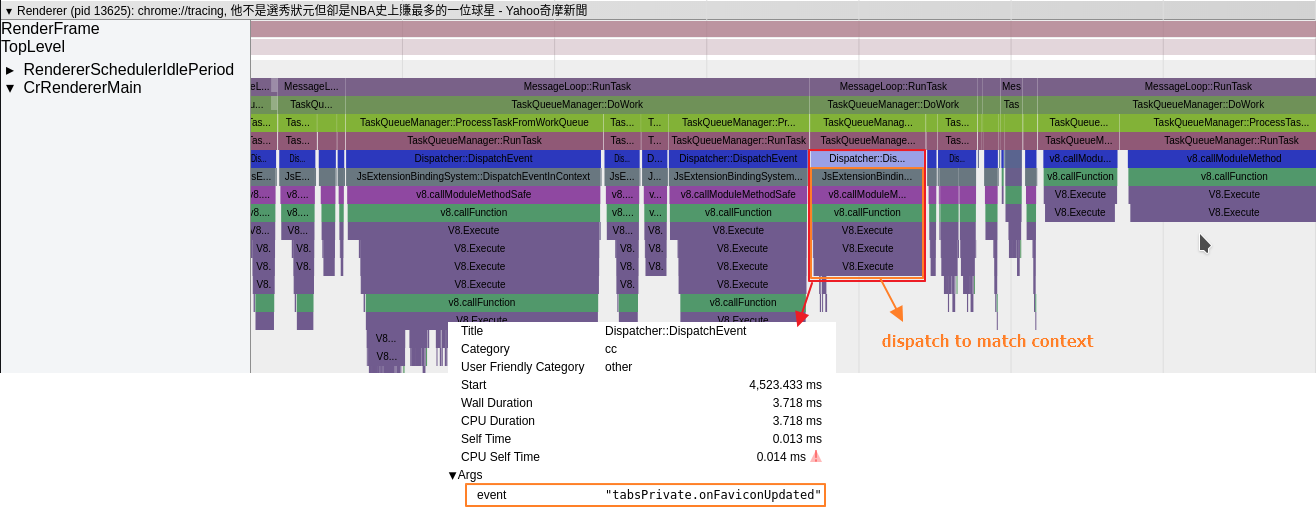 ▾ Renderer (pid 13625): chrome://tracing, 他不是選秀狀元但卻是NBA史上賺最多的一位球星 - Yahoo奇摩新聞
RenderFrame
TopLevel
▸ RendererSchedulerIdlePeriod
▾ CrRendererMain
MessageL... MessageLoop::RunTask MessageLoop::RunTask Mes MessageLoop::RunTask
TaskQu... TaskQueueManager::DoWork TaskQueueManager::DoWork Tas TaskQueueManager::DoWork
Tas... TaskQueueManager::ProcessTaskFromWorkQueue Tas... T... TaskQueueManager::Pr... TaskQueueManag... Tas... TaskQueue... TaskQueueManager::ProcessTas...
Tas... TaskQueueManager::RunTask Tas... T... TaskQueueManager::RunTask TaskQueueManage... Tas... TaskQueueM... TaskQueueManager::RunTask
Dis... Dis... Dispatcher::DispatchEvent Dis... D... Dispatcher::DispatchEvent Dispatcher::Dis... Dis... v8.callModu... v8.callModuleMethod
JsE... JsE... JsExtensionBindingSystem::DispatchEventInContext JsE... J... JsExtensionBindingSystem... JsExtensionBindin... v8.callFunction v8.callFunction
v8.... v8.... v8.callModuleMethodSafe v8.... v... v8.callModuleMethodSafe v8.callModuleM... V8.Execute V8.Execute
v8.... v8.... v8.callFunction v8.... v... v8.callFunction v8.callFunction V8.Execute V8.Execute
V8... V8... V8.Execute V8... V8. V8.Execute V8.Execute
V8. V8. V8.Execute V8. V8. V8.Execute V8.Execute
V8. V8. V8.Execute V8. V8. V8.Execute V8.Execute
V8. V8.Execute V8. V8.Execute
v8.callFunction v8.callFunction
V8.Execute V8.Execute
V8...
V8...
dispatch to match context
Title Dispatcher::DispatchEvent
Category cc
User Friendly Category other
Start 4,523.433 ms
Wall Duration 3.718 ms
CPU Duration 3.718 ms
Self Time 0.013 ms
CPU Self Time 0.014 ms
▼Args
event "tabsPrivate.onFaviconUpdated"